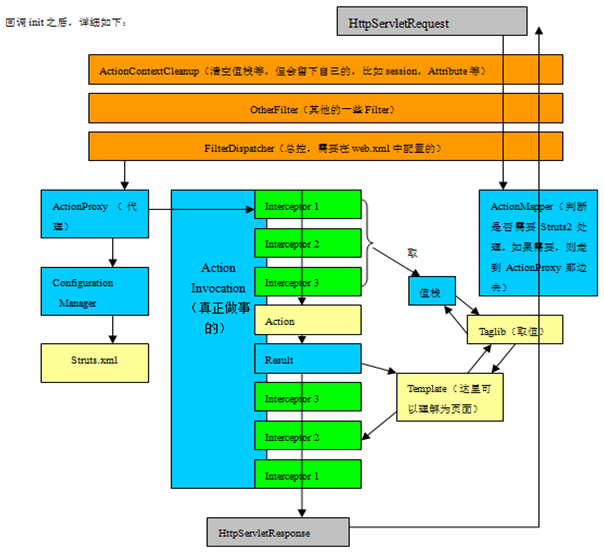 回调 init 之后，详细如下：
HttpServletRequest
ActionContextCleanup（清空值栈等，但会留下自己的，比如 session，Attribute 等）
OtherFilter（其他的一些 Filter）
FilterDispatcher（总控，需要在 web.xml 中配置的）
ActionProxy （代
理）
Configuration
Manager
Struts.xml
Action
Invocation
（真正做事
的）
Interceptor 1
Interceptor 2
Interceptor 3
Action
Result
Interceptor 3
Interceptor 2
Interceptor 1
取
值栈
ActionMapper（判断
是否需要 Struts2 处
理，如果需要，则走
到 ActionProxy 那边
去）
Taglib（取值）
Template（这里可
以理解为页面）
HttpServletResponse